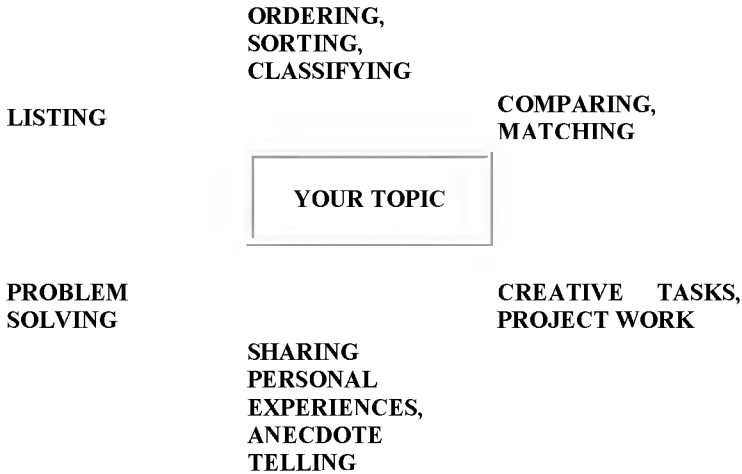 ORDERING,
SORTING,
CLASSIFYING
LISTING
COMPARING,
MATCHING
YOUR TOPIC
PROBLEM
SOLVING
CREATIVE TASKS,
PROJECT WORK
SHARING
PERSONAL
EXPERIENCES,
ANECDOTE
TELLING